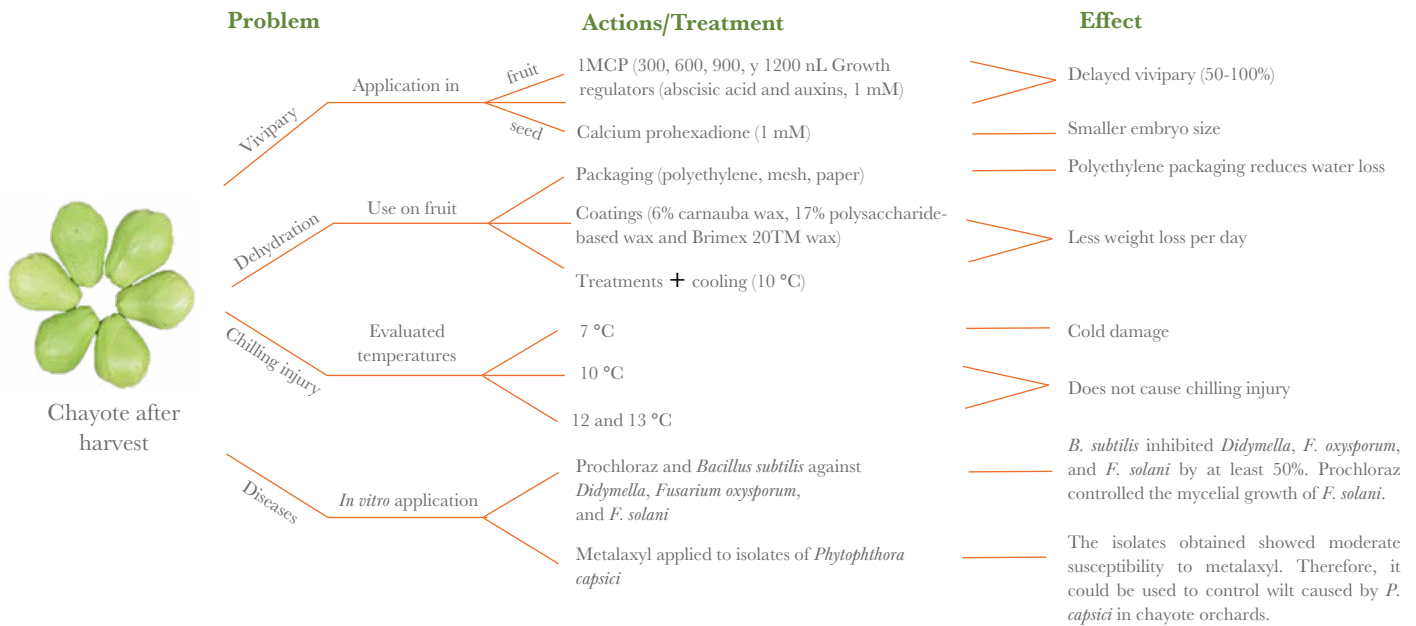 Problem
Actions/Treatment
Effect
Vivipary
Application in
fruit
seed
1MCP (300, 600, 900, y 1200 nL Growth
regulators (abscisic acid and auxins, 1 mM)
Delayed vivipary (50-100%)
Calcium prohexadione (1 mM)
Smaller embryo size
Dehydration
Use on fruit
Packaging (polyethylene, mesh, paper)
Polyethylene packaging reduces water loss
Coatings (6% carnauba wax, 17% polysaccharide-
based wax and Brimex 20TM wax)
Less weight loss per day
Treatments + cooling (10 °C)
Chayote after
harvest
Chilling injury
Evaluated
temperatures
7 °C
Cold damage
10 °C
Does not cause chilling injury
12 and 13 °C
Diseases
In vitro application
Prochloraz and Bacillus subtilis against
Didymella, Fusarium oxysporum,
and F. solani
B. subtilis inhibited Didymella, F. oxysporum,
and F. solani by at least 50%. Prochloraz
controlled the mycelial growth of F. solani.
Metalaxyl applied to isolates of Phytophthora
capsici
The isolates obtained showed moderate
susceptibility to metalaxyl. Therefore, it
could be used to control wilt caused by P.
capsici in chayote orchards.